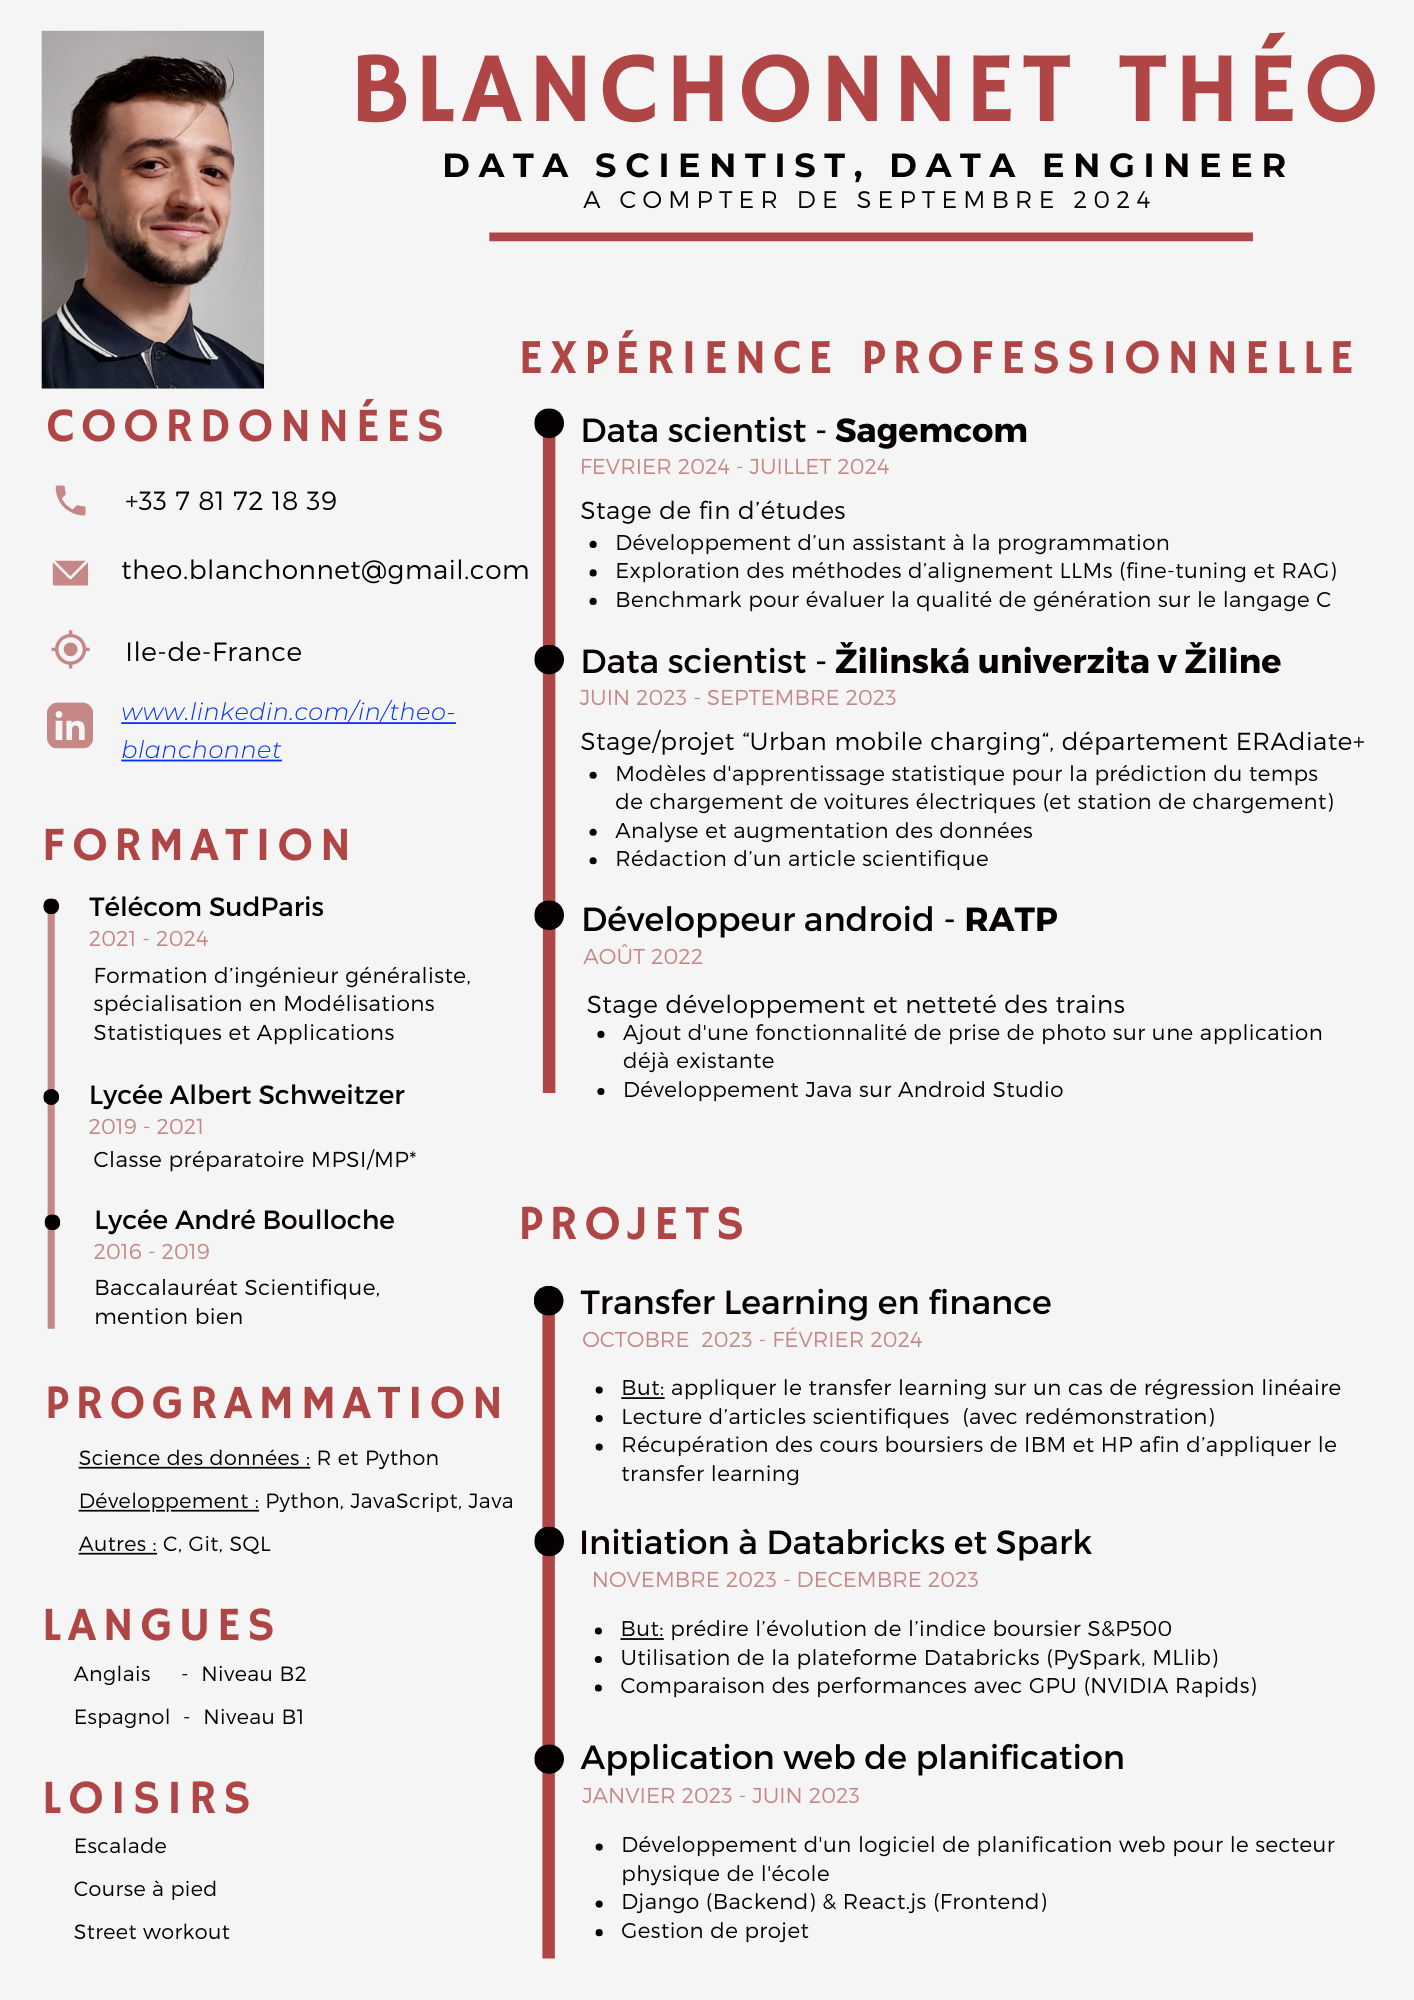 BLANCHONNET THÉO
DATA SCIENTIST, DATA ENGINEER
A COMPTER DE SEPTEMBRE 2024
COORDONNÉES
+33 7 81 72 18 39
theo.blanchonnet@gmail.com
Ile-de-France
in
www.linkedin.com/in/theo-
blanchonnet
FORMATION
Télécom SudParis
2021 - 2024
Formation d’ingénieur généraliste,
spécialisation en Modélisations
Statistiques et Applications
Lycée Albert Schweitzer
2019 - 2021
Classe préparatoire MPSI/MP*
Lycée André Boulloche
2016 - 2019
Baccalauréat Scientifique,
mention bien
PROGRAMMATION
Science des données : R et Python
Développement : Python, JavaScript, Java
Autres : C, Git, SQL
LANGUES
Anglais - Niveau B2
Espagnol - Niveau B1
LOISIRS
Escalade
Course à pied
Street workout
EXPÉRIENCE PROFESSIONNELLE
Data scientist - Sagemcom
FEVRIER 2024 - JUILLET 2024
Stage de fin d’études
• Développement d’un assistant à la programmation
• Exploration des méthodes d’alignement LLMs (fine-tuning et RAG)
• Benchmark pour évaluer la qualité de génération sur le langage C
Data scientist - Žilinská univerzita v Žiline
JUIN 2023 - SEPTEMBRE 2023
Stage/projet “Urban mobile charging“, département ERAdiate+
• Modèles d'apprentissage statistique pour la prédiction du temps
de chargement de voitures électriques (et station de chargement)
• Analyse et augmentation des données
• Rédaction d’un article scientifique
Développeur android - RATP
AOÛT 2022
Stage développement et netteté des trains
• Ajout d'une fonctionnalité de prise de photo sur une application
déjà existante
• Développement Java sur Android Studio
PROJETS
Transfer Learning en finance
OCTOBRE 2023 - FÉVRIER 2024
• But: appliquer le transfer learning sur un cas de régression linéaire
• Lecture d’articles scientifiques (avec redémonstration)
• Récupération des cours boursiers de IBM et HP afin d’appliquer le
transfer learning
Initiation à Databricks et Spark
NOVEMBRE 2023 - DECEMBRE 2023
• But: prédire l’évolution de l’indice boursier S&P500
• Utilisation de la plateforme Databricks (PySpark, MLlib)
• Comparaison des performances avec GPU (NVIDIA Rapids)
Application web de planification
JANVIER 2023 - JUIN 2023
• Développement d'un logiciel de planification web pour le secteur
physique de l'école
• Django (Backend) & React.js (Frontend)
• Gestion de projet